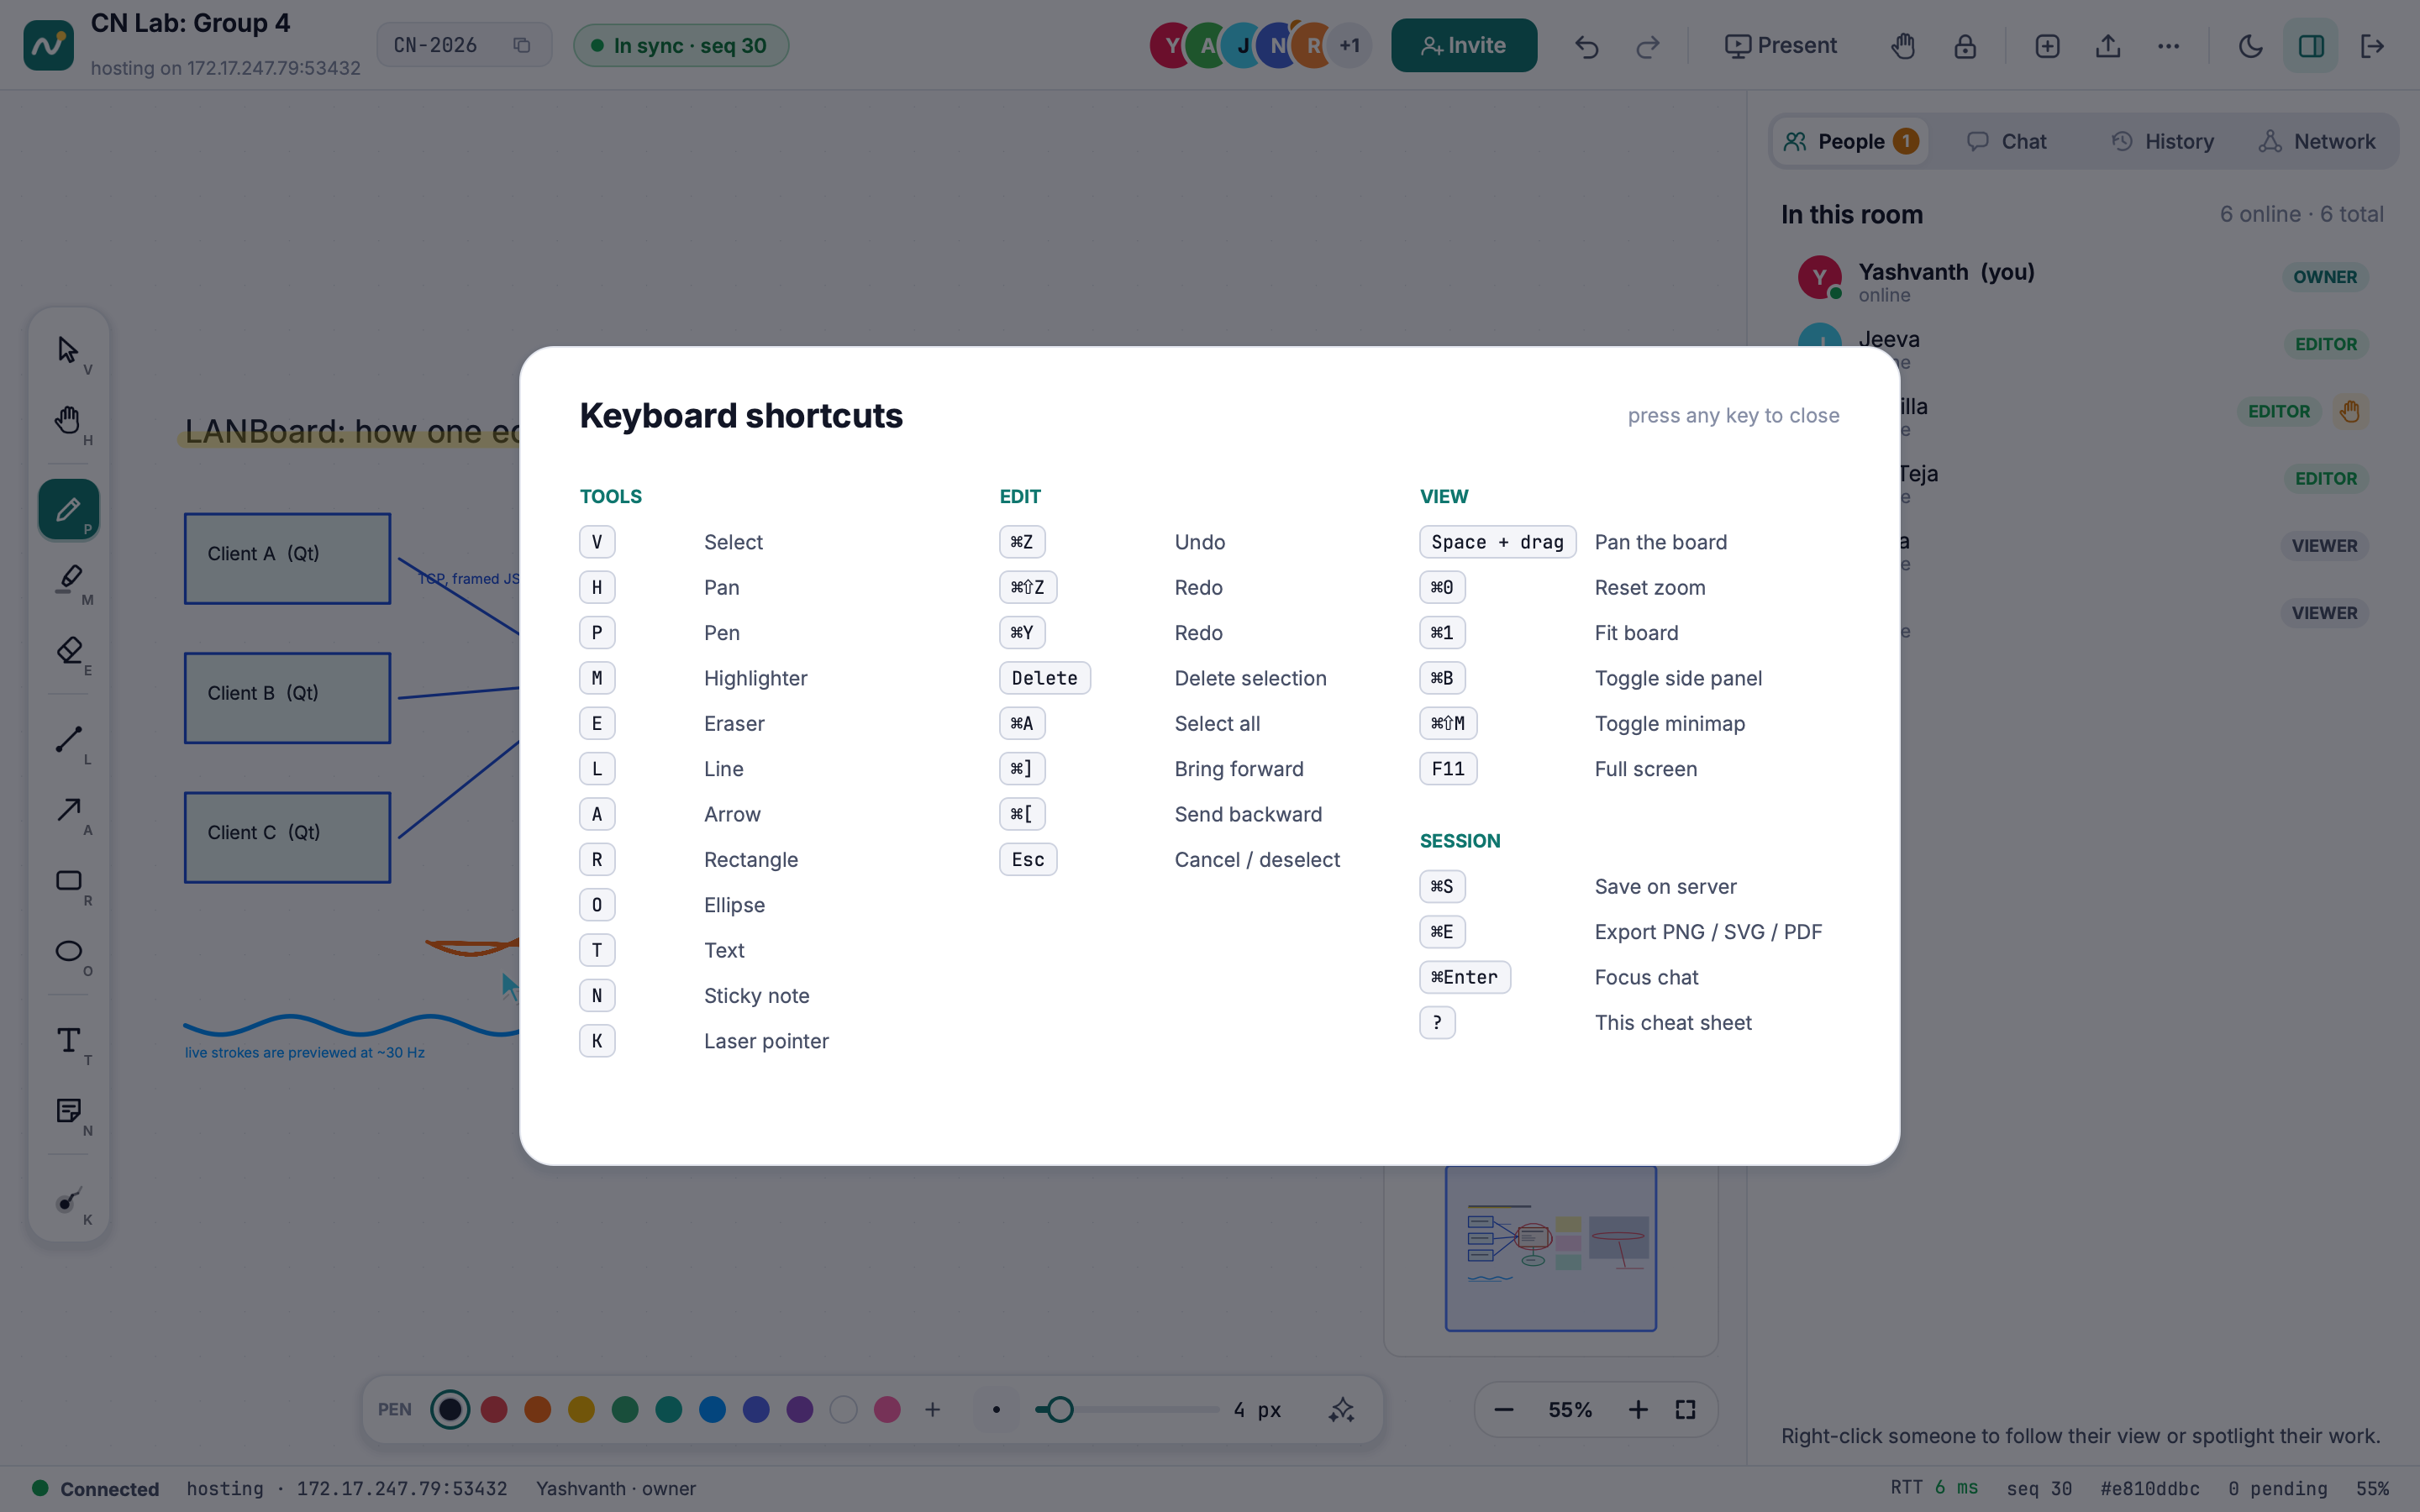 CN Lab: Group 4
hosting on 172.17.247.79:53432
CN-2026
In sync · seq 30
Y A J N R +1
Invite
Present
People 1
Chat
History
Network
In this room
6 online · 6 total
Y
Yashvanth (you)
online
OWNER
Jeeva
EDITOR
EDITOR
Teja
EDITOR
VIEWER
VIEWER
V
H
P
M
E
L
A
R
O
T
N
K
LANBoard: how one
Client A (Qt)
TCP, framed JS
Client B (Qt)
Client C (Qt)
live strokes are previewed at ~30 Hz
Keyboard shortcuts
press any key to close
TOOLS
V Select
H Pan
P Pen
M Highlighter
E Eraser
L Line
A Arrow
R Rectangle
O Ellipse
T Text
N Sticky note
K Laser pointer
EDIT
⌘Z Undo
⌘⇧Z Redo
⌘Y Redo
Delete Delete selection
⌘A Select all
⌘] Bring forward
⌘[ Send backward
Esc Cancel / deselect
VIEW
Space + drag Pan the board
⌘0 Reset zoom
⌘1 Fit board
⌘B Toggle side panel
⌘⇧M Toggle minimap
F11 Full screen
SESSION
⌘S Save on server
⌘E Export PNG / SVG / PDF
⌘Enter Focus chat
? This cheat sheet
PEN
4 px
55%
Right-click someone to follow their view or spotlight their work.
Connected
hosting · 172.17.247.79:53432
Yashvanth · owner
RTT 6 ms
seq 30
#e810ddbc
0 pending
55%